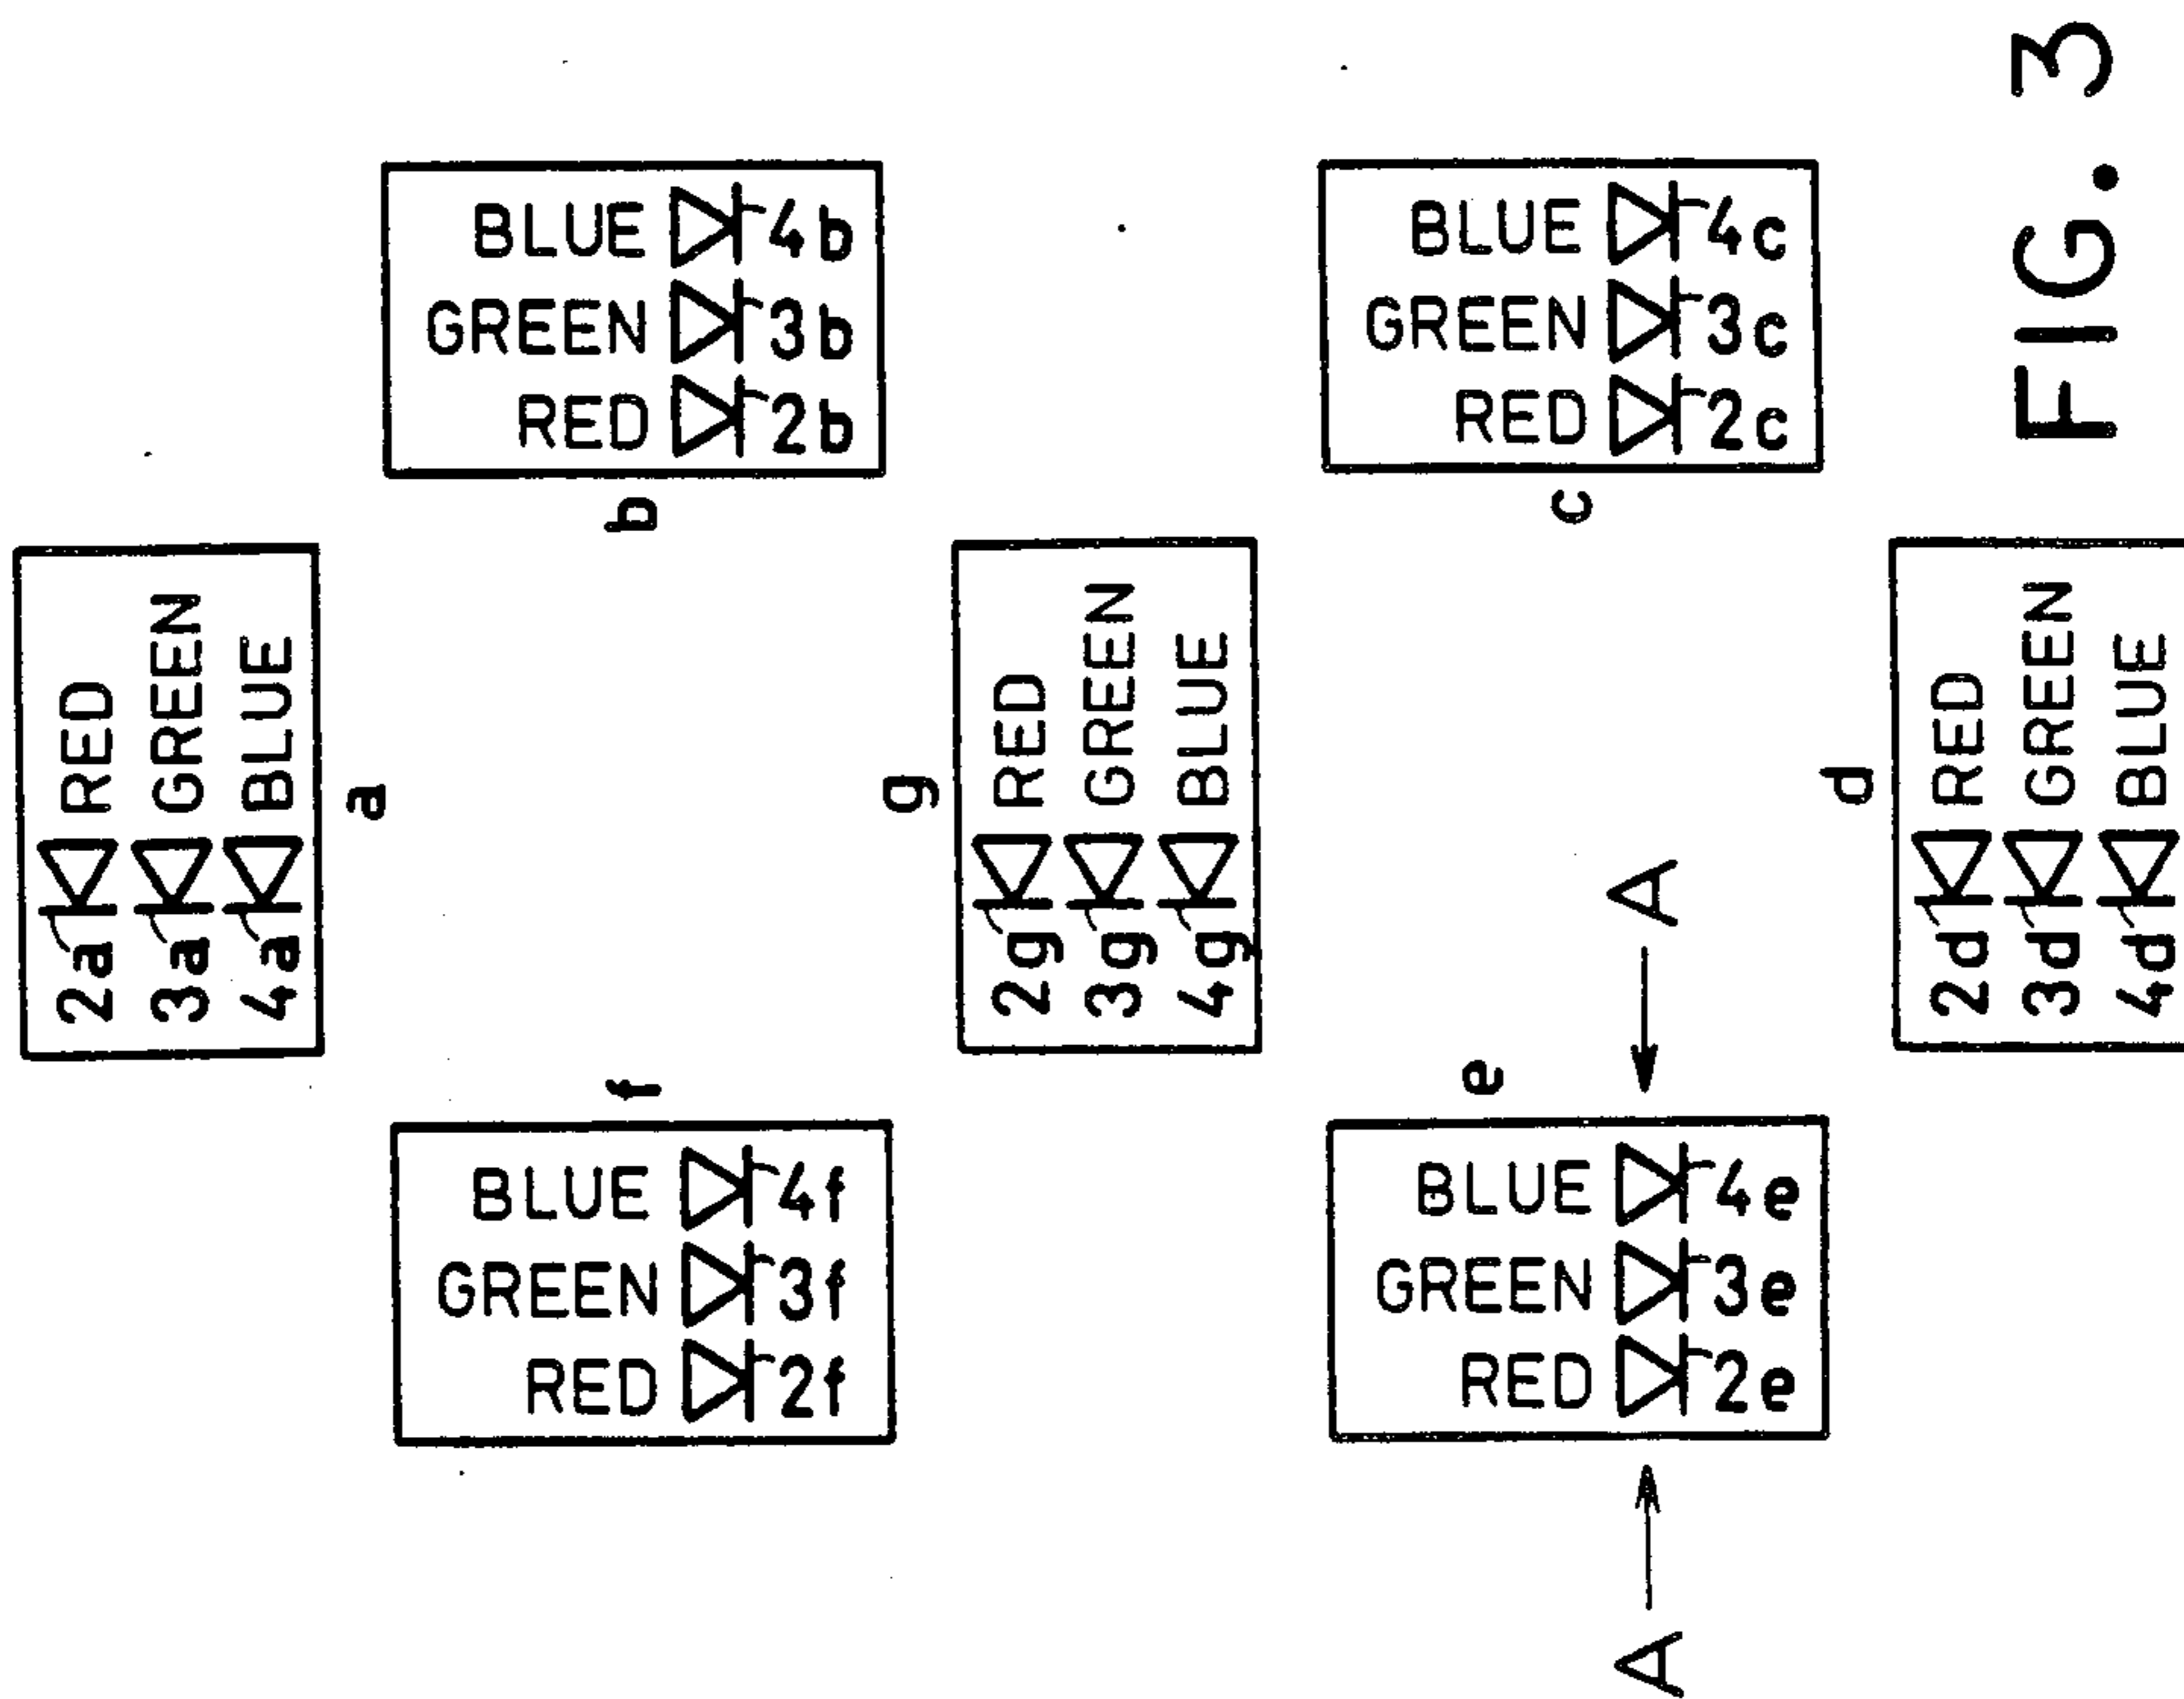 2a RED
3a GREEN
4a BLUE
a
f
BLUE 4f
GREEN 3f
RED 2f
b
BLUE 4b
GREEN 3b
RED 2b
g
2g RED
3g GREEN
4g BLUE
e
BLUE 4e
GREEN 3e
RED 2e
A
A
c
BLUE 4c
GREEN 3c
RED 2c
d
2d RED
3d GREEN
4d BLUE
FIG. 3